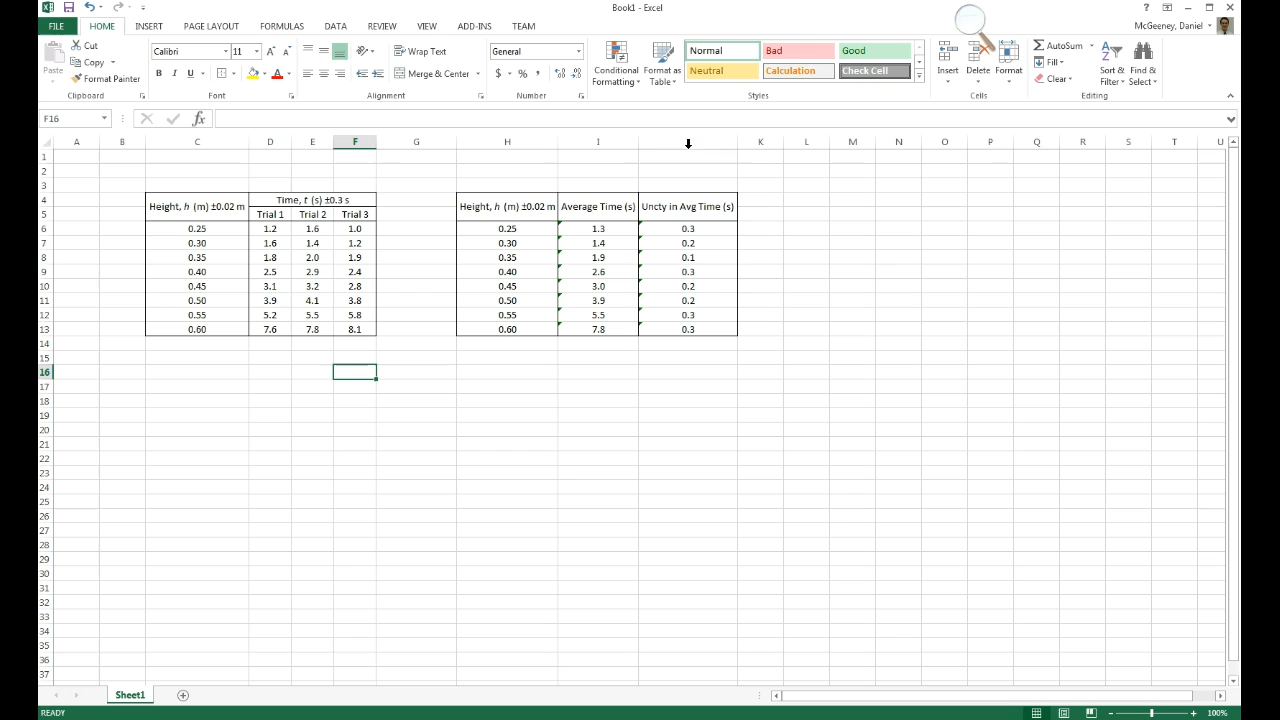 Book1 - Excel
?
FILE HOME INSERT PAGE LAYOUT FORMULAS DATA REVIEW VIEW ADD-INS TEAM McGeeney, Daniel
Paste Cut Calibri 11 Wrap Text General Conditional Formatting Format as Table Normal Bad Good Insert Delete Format AutoSum Sort & Filter Find & Select
Copy Fill
Format Painter B I U Merge & Center $ % , Neutral Calculation Check Cell Clear
Clipboard Font Alignment Number Styles Cells Editing
F16 fx
A B C D E F G H I J K L M N O P Q R S T U
1
2
3
4 Height, h (m) ±0.02 m Time, t (s) ±0.3 s Height, h (m) ±0.02 m Average Time (s) Uncty in Avg Time (s)
5 Trial 1 Trial 2 Trial 3
6 0.25 1.2 1.6 1.0 0.25 1.3 0.3
7 0.30 1.6 1.4 1.2 0.30 1.4 0.2
8 0.35 1.8 2.0 1.9 0.35 1.9 0.1
9 0.40 2.5 2.9 2.4 0.40 2.6 0.3
10 0.45 3.1 3.2 2.8 0.45 3.0 0.2
11 0.50 3.9 4.1 3.8 0.50 3.9 0.2
12 0.55 5.2 5.5 5.8 0.55 5.5 0.3
13 0.60 7.6 7.8 8.1 0.60 7.8 0.3
14
15
16
17
18
19
20
21
22
23
24
25
26
27
28
29
30
31
32
33
34
35
36
37
Sheet1
READY 100%